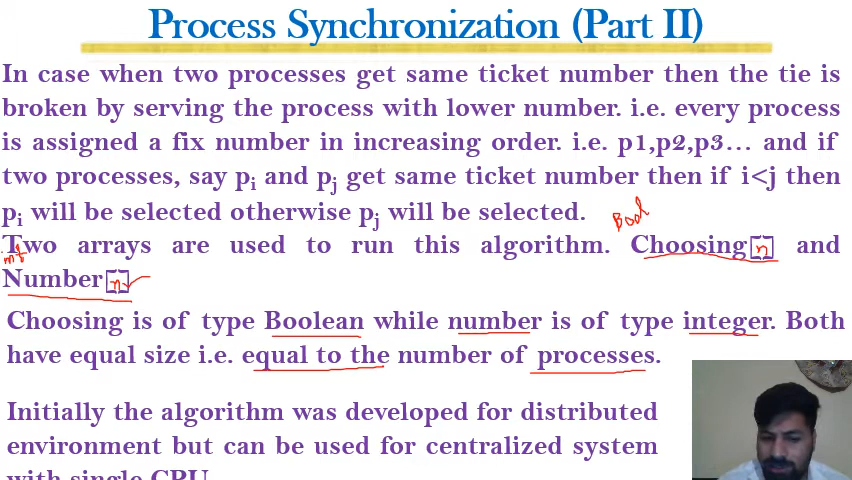 Process Synchronization (Part II)
In case when two processes get same ticket number then the tie is
broken by serving the process with lower number. i.e. every process
is assigned a fix number in increasing order. i.e. p1,p2,p3... and if
two processes, say pi and pj get same ticket number then if i<j then
pi will be selected otherwise pj will be selected.
Bool
Two arrays are used to run this algorithm. Choosing[n] and
Number[n]
Choosing is of type Boolean while number is of type integer. Both
have equal size i.e. equal to the number of processes.
Initially the algorithm was developed for distributed
environment but can be used for centralized system
with single CPU